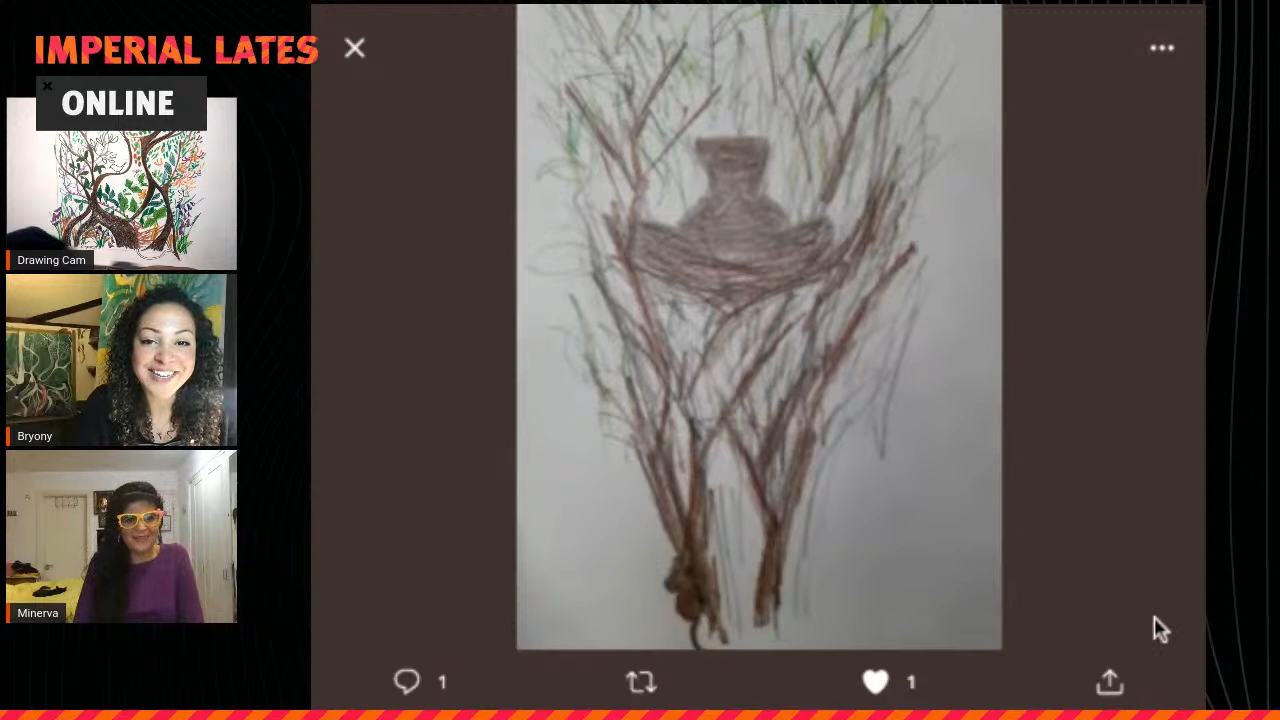 IMPERIAL LATES
ONLINE
Drawing Cam
Bryony
Minerva
1
1